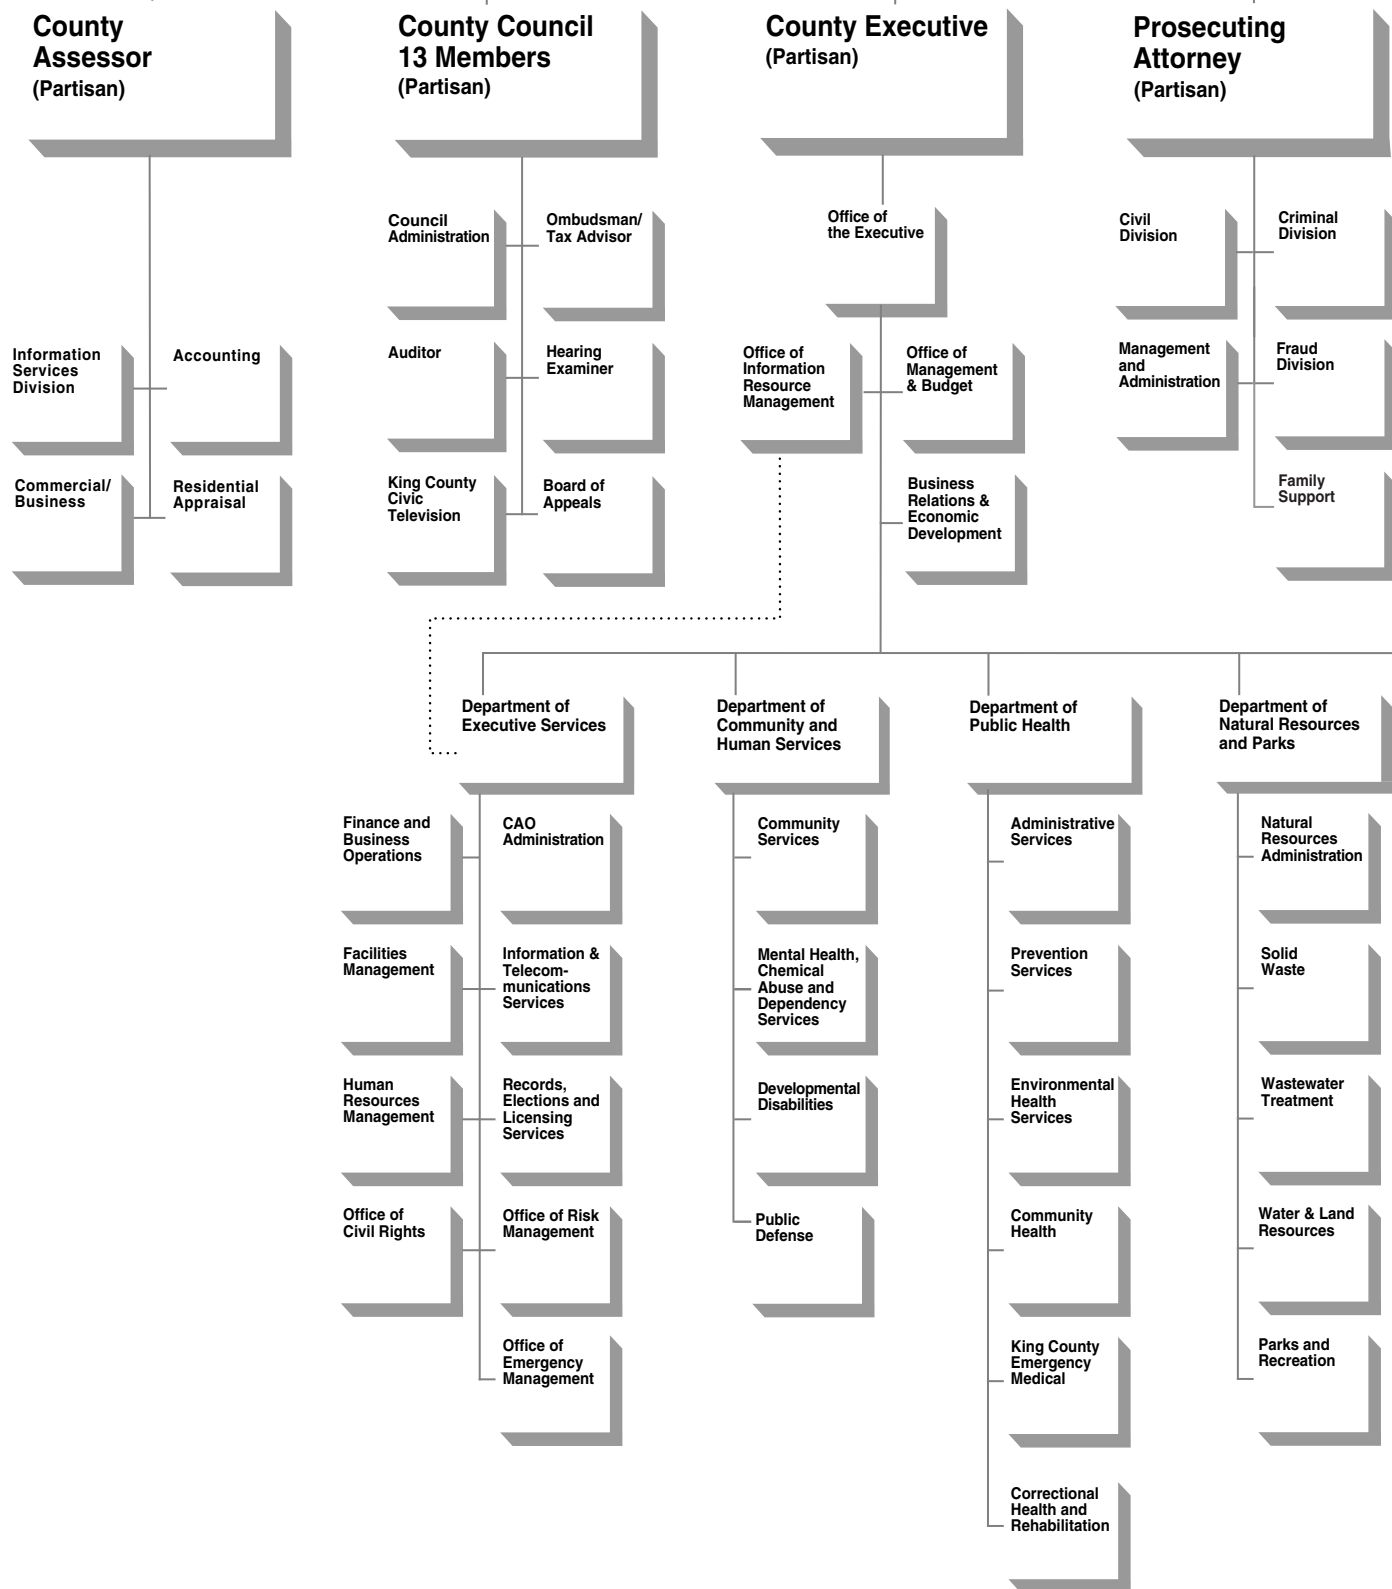 County
Assessor
(Partisan)
County Council
13 Members
(Partisan)
County Executive
(Partisan)
Prosecuting
Attorney
(Partisan)
Information
Services
Division
Accounting
Commercial/
Business
Residential
Appraisal
Council
Administration
Ombudsman/
Tax Advisor
Auditor
Hearing
Examiner
King County
Civic
Television
Board of
Appeals
Office of
the Executive
Office of
Information
Resource
Management
Office of
Management
& Budget
Business
Relations &
Economic
Development
Civil
Division
Criminal
Division
Management
and
Administration
Fraud
Division
Family
Support
Department of
Executive Services
Finance and
Business
Operations
CAO
Administration
Facilities
Management
Information &
Telecom-
munications
Services
Human
Resources
Management
Records,
Elections and
Licensing
Services
Office of
Civil Rights
Office of Risk
Management
Office of
Emergency
Management
Department of
Community and
Human Services
Community
Services
Mental Health,
Chemical
Abuse and
Dependency
Services
Developmental
Disabilities
Public
Defense
Department of
Public Health
Administrative
Services
Prevention
Services
Environmental
Health
Services
Community
Health
King County
Emergency
Medical
Correctional
Health and
Rehabilitation
Department of
Natural Resources
and Parks
Natural
Resources
Administration
Solid
Waste
Wastewater
Treatment
Water & Land
Resources
Parks and
Recreation